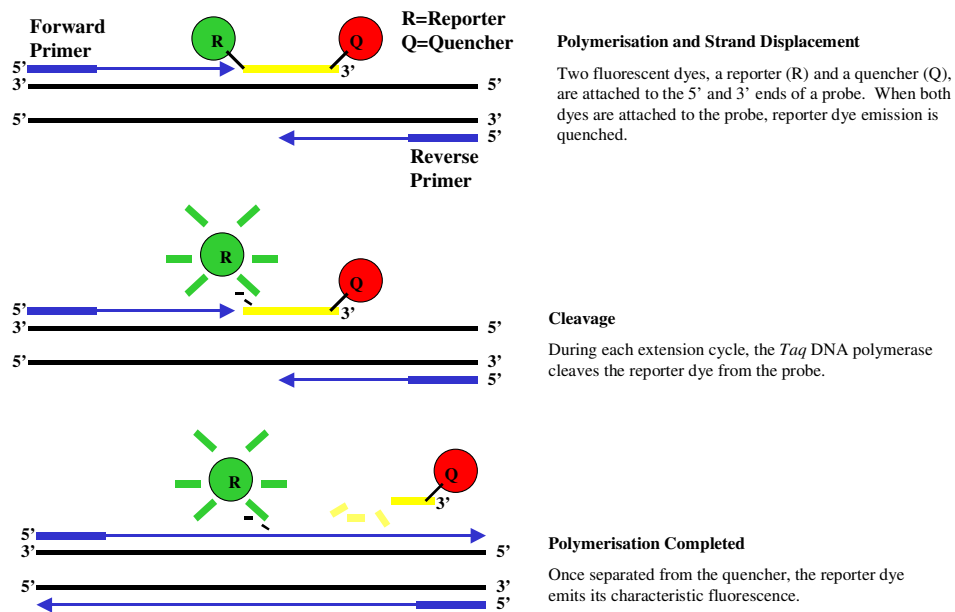 Forward
Primer
R
Q
R=Reporter
Q=Quencher
5’
3’
3’
5’
5’
3’
5’
Reverse
Primer
Polymerisation and Strand Displacement
Two fluorescent dyes, a reporter (R) and a quencher (Q),
are attached to the 5’ and 3’ ends of a probe.  When both
dyes are attached to the probe, reporter dye emission is
quenched.
R
Q
5’
3’
3’
5’
5’
3’
5’
Cleavage
During each extension cycle, the Taq DNA polymerase
cleaves the reporter dye from the probe.
R
Q
3’
5’
3’
5’
5’
3’
5’
Polymerisation Completed
Once separated from the quencher, the reporter dye
emits its characteristic fluorescence.